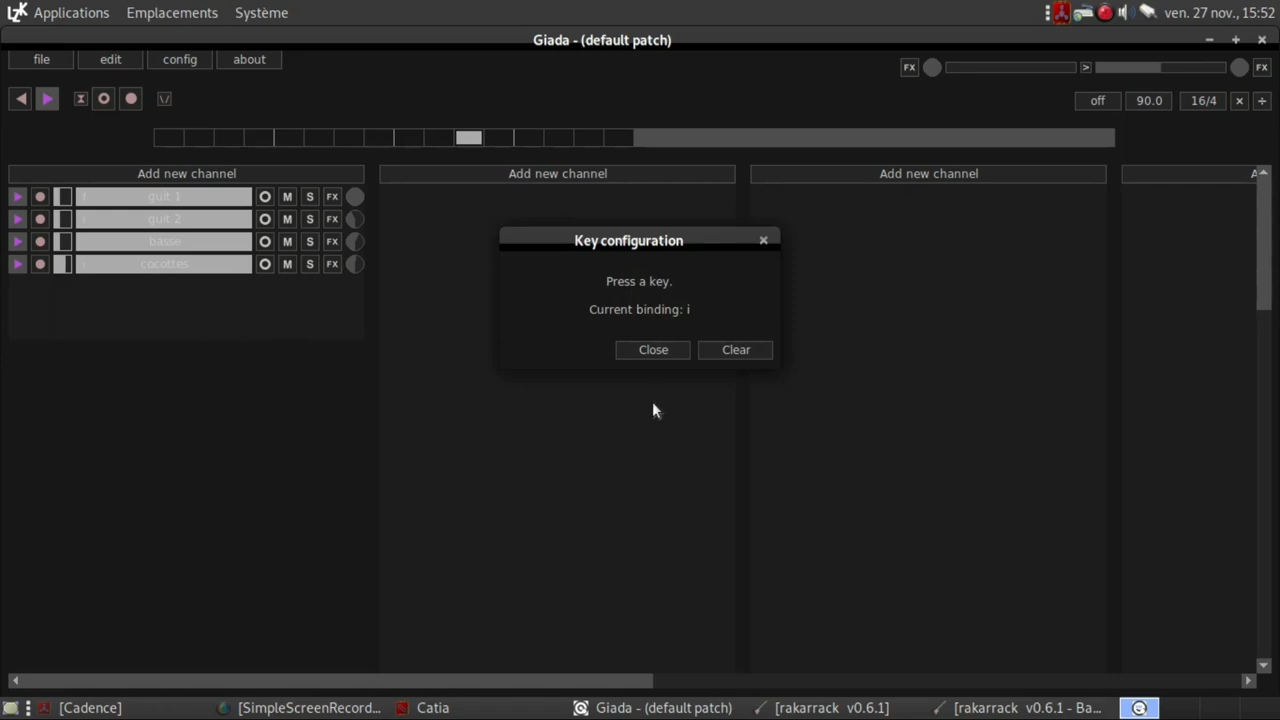 Applications Emplacements Système ven. 27 nov., 15:52
Giada - (default patch)
file edit config about FX > FX
off 90.0 16/4
Add new channel Add new channel Add new channel
guit 1 M S FX
guit 2 M S FX
basse M S FX
cocottes M S FX
Key configuration
Press a key.
Current binding: i
Close Clear
[Cadence] [SimpleScreenRecord... Catia Giada - (default patch) [rakarrack v0.6.1] [rakarrack v0.6.1 - Ba...